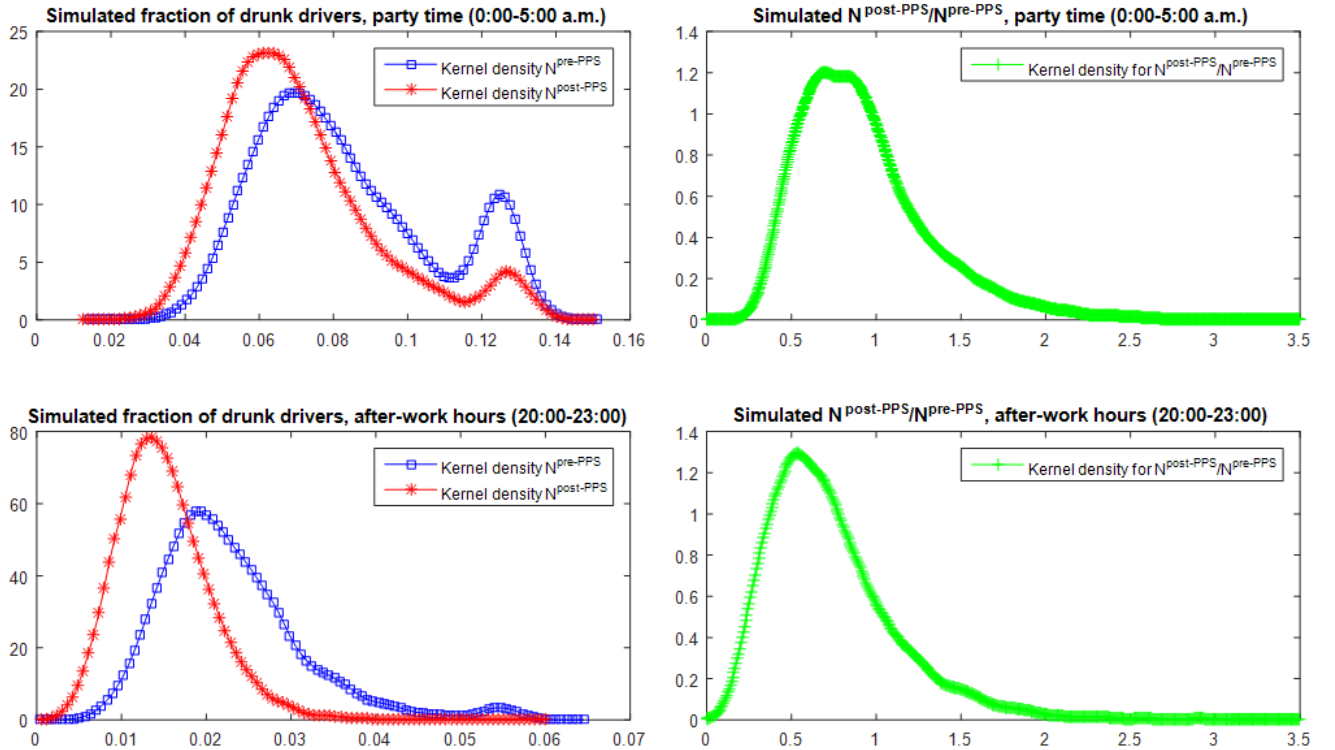 Simulated fraction of drunk drivers, party time (0:00-5:00 a.m.)
25
20
15
10
5
0
0 0.02 0.04 0.06 0.08 0.1 0.12 0.14 0.16
Kernel density N^pre-PPS
Kernel density N^post-PPS
Simulated N^post-PPS/N^pre-PPS, party time (0:00-5:00 a.m.)
1.4
1.2
1
0.8
0.6
0.4
0.2
0
0 0.5 1 1.5 2 2.5 3 3.5
Kernel density for N^post-PPS/N^pre-PPS
Simulated fraction of drunk drivers, after-work hours (20:00-23:00)
80
60
40
20
0
0 0.01 0.02 0.03 0.04 0.05 0.06 0.07
Kernel density N^pre-PPS
Kernel density N^post-PPS
Simulated N^post-PPS/N^pre-PPS, after-work hours (20:00-23:00)
1.4
1.2
1
0.8
0.6
0.4
0.2
0
0 0.5 1 1.5 2 2.5 3 3.5
Kernel density for N^post-PPS/N^pre-PPS